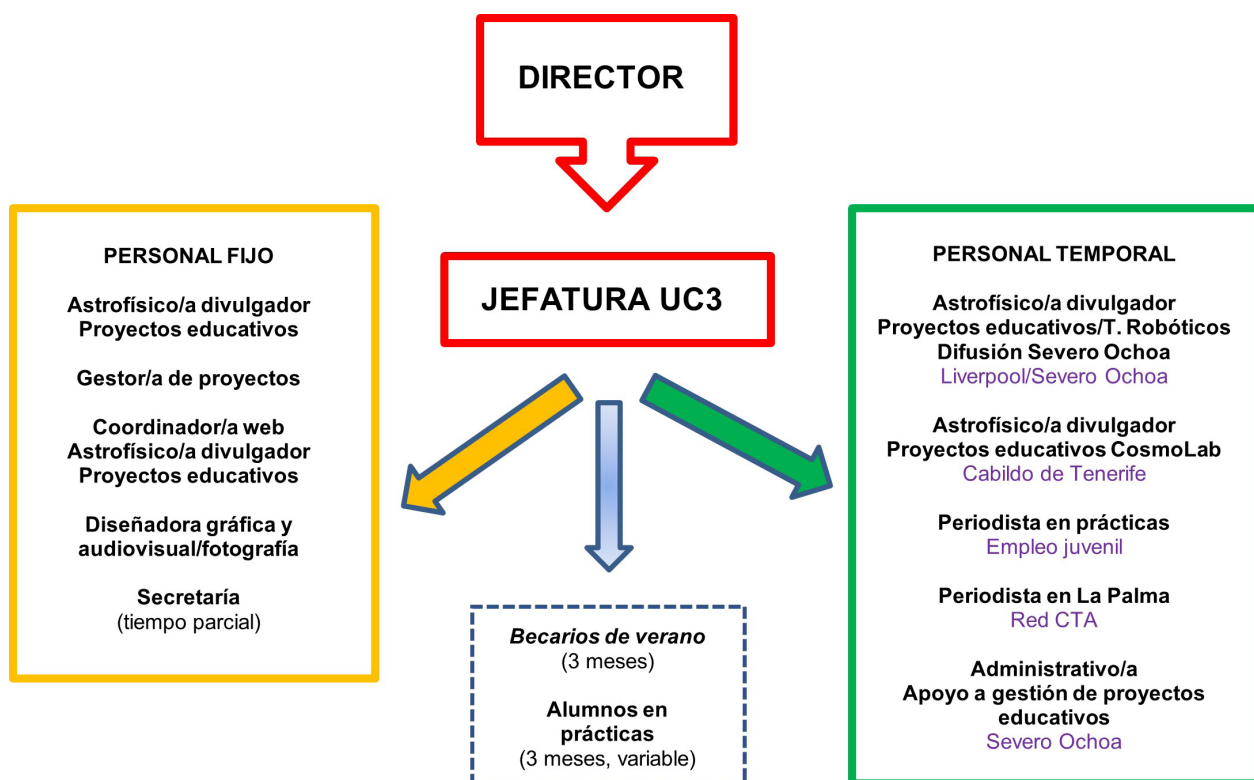 DIRECTOR
JEFATURA UC3
PERSONAL FIJO
Astrofísico/a divulgador
Proyectos educativos
Gestor/a de proyectos
Coordinador/a web
Astrofísico/a divulgador
Proyectos educativos
Diseñadora gráfica y
audiovisual/fotografía
Secretaría
(tiempo parcial)
Becarios de verano
(3 meses)
Alumnos en
prácticas
(3 meses, variable)
PERSONAL TEMPORAL
Astrofísico/a divulgador
Proyectos educativos/T. Robóticos
Difusión Severo Ochoa
Liverpool/Severo Ochoa
Astrofísico/a divulgador
Proyectos educativos CosmoLab
Cabildo de Tenerife
Periodista en prácticas
Empleo juvenil
Periodista en La Palma
Red CTA
Administrativo/a
Apoyo a gestión de proyectos
educativos
Severo Ochoa